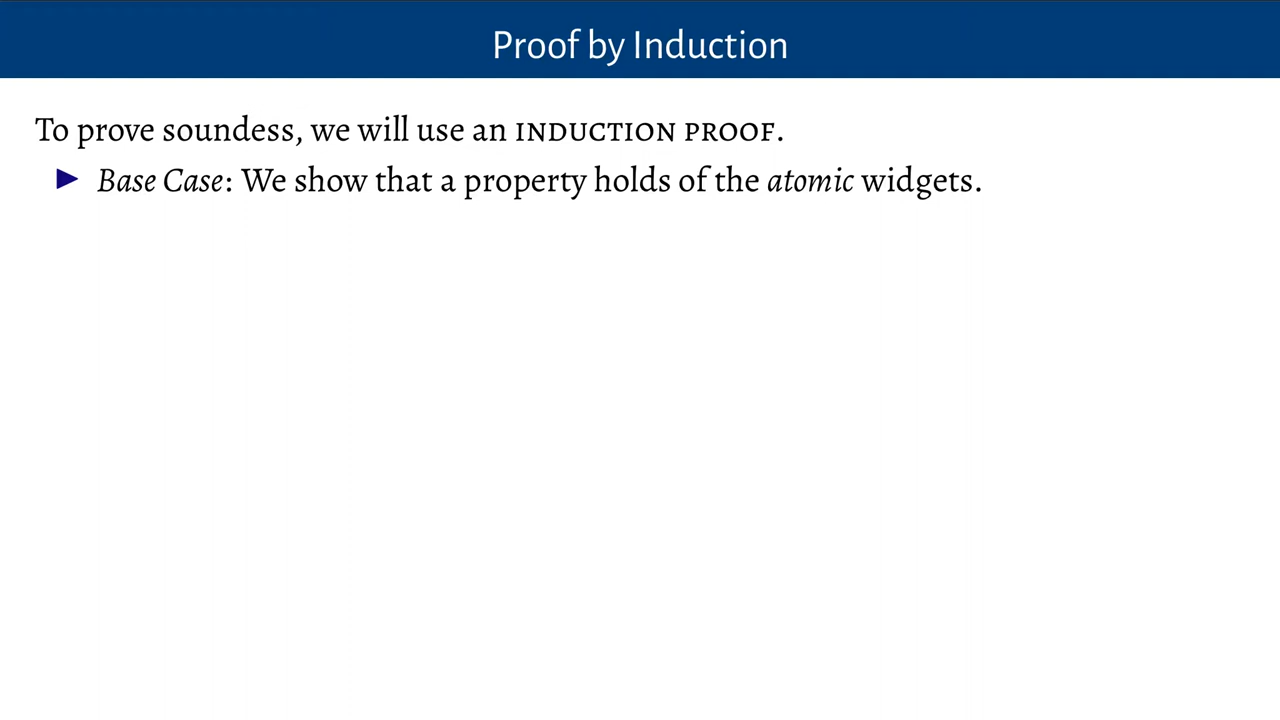 Proof by Induction
To prove soundess, we will use an INDUCTION PROOF.
▶ Base Case: We show that a property holds of the atomic widgets.